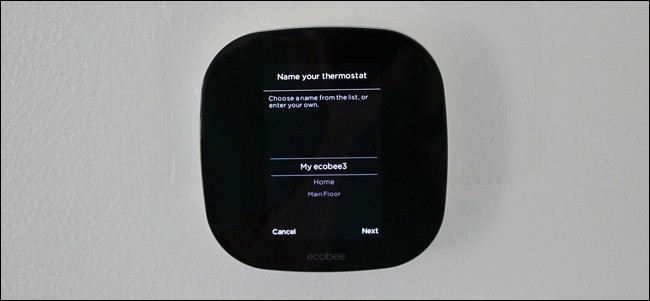 Name your thermostat
Choose a name from the list, or
enter your own.
My ecobee3
Home
Main Floor
Cancel Next
ecobee